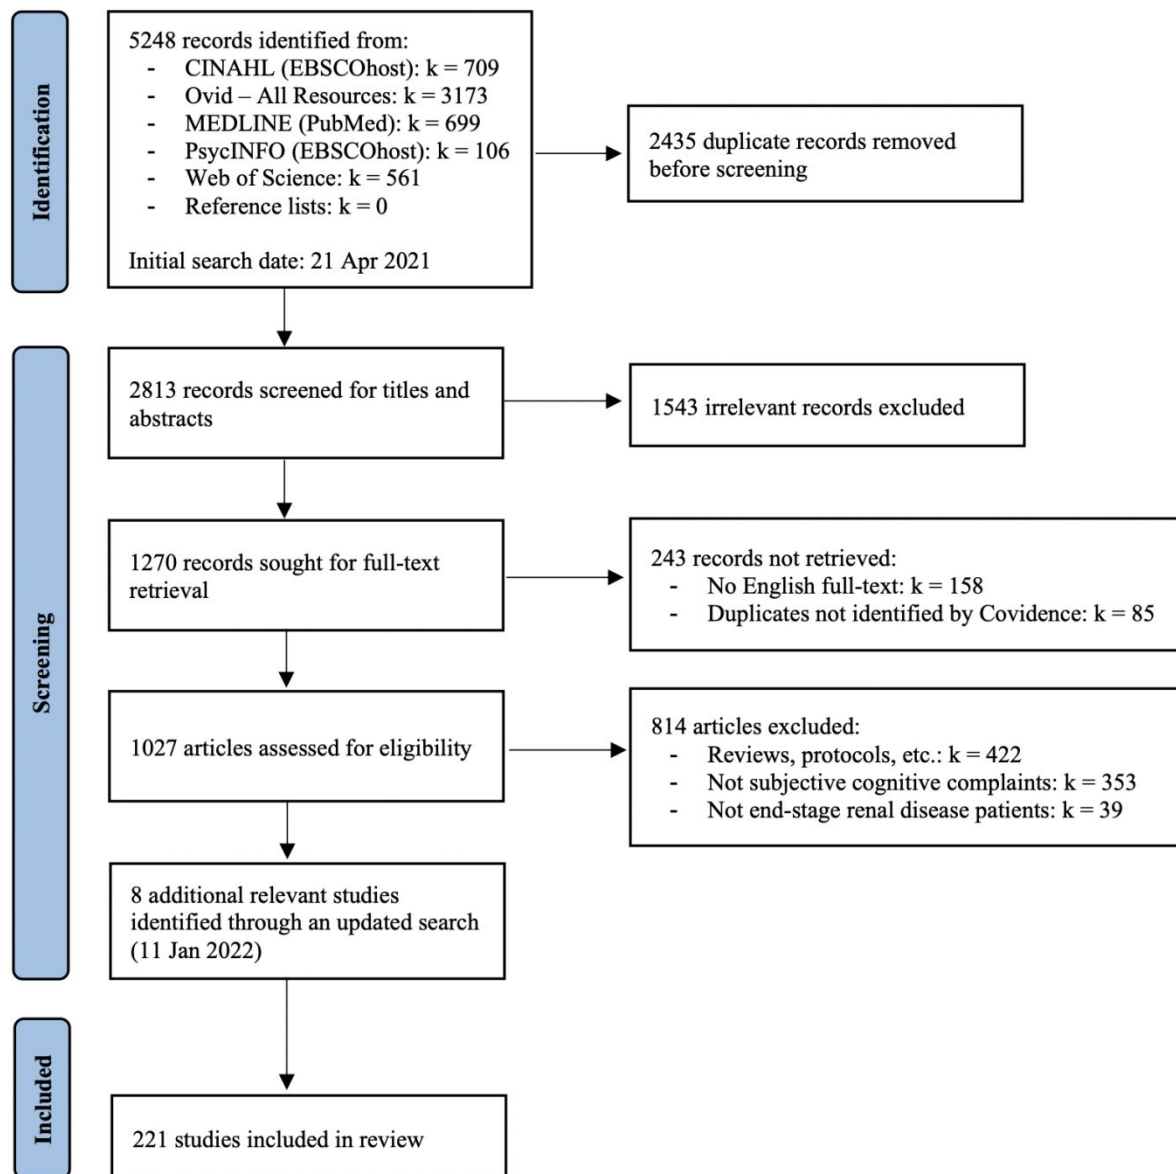 Identification
5248 records identified from:
- CINAHL (EBSCOhost): k = 709
- Ovid – All Resources: k = 3173
- MEDLINE (PubMed): k = 699
- PsycINFO (EBSCOhost): k = 106
- Web of Science: k = 561
- Reference lists: k = 0
Initial search date: 21 Apr 2021
2435 duplicate records removed
before screening
Screening
2813 records screened for titles and
abstracts
1543 irrelevant records excluded
1270 records sought for full-text
retrieval
243 records not retrieved:
- No English full-text: k = 158
- Duplicates not identified by Covidence: k = 85
1027 articles assessed for eligibility
814 articles excluded:
- Reviews, protocols, etc.: k = 422
- Not subjective cognitive complaints: k = 353
- Not end-stage renal disease patients: k = 39
8 additional relevant studies
identified through an updated search
(11 Jan 2022)
Included
221 studies included in review